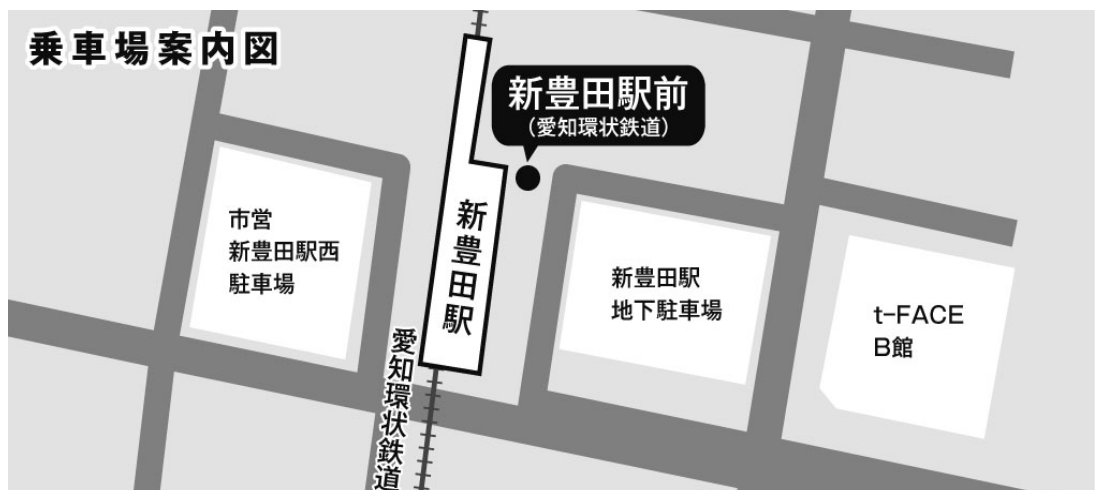 乗車場案内図
新豊田駅前
(愛知環状鉄道)
市営
新豊田駅西
駐車場
新豊田駅
新豊田駅
地下駐車場
t-FACE
B館
愛知環状鉄道